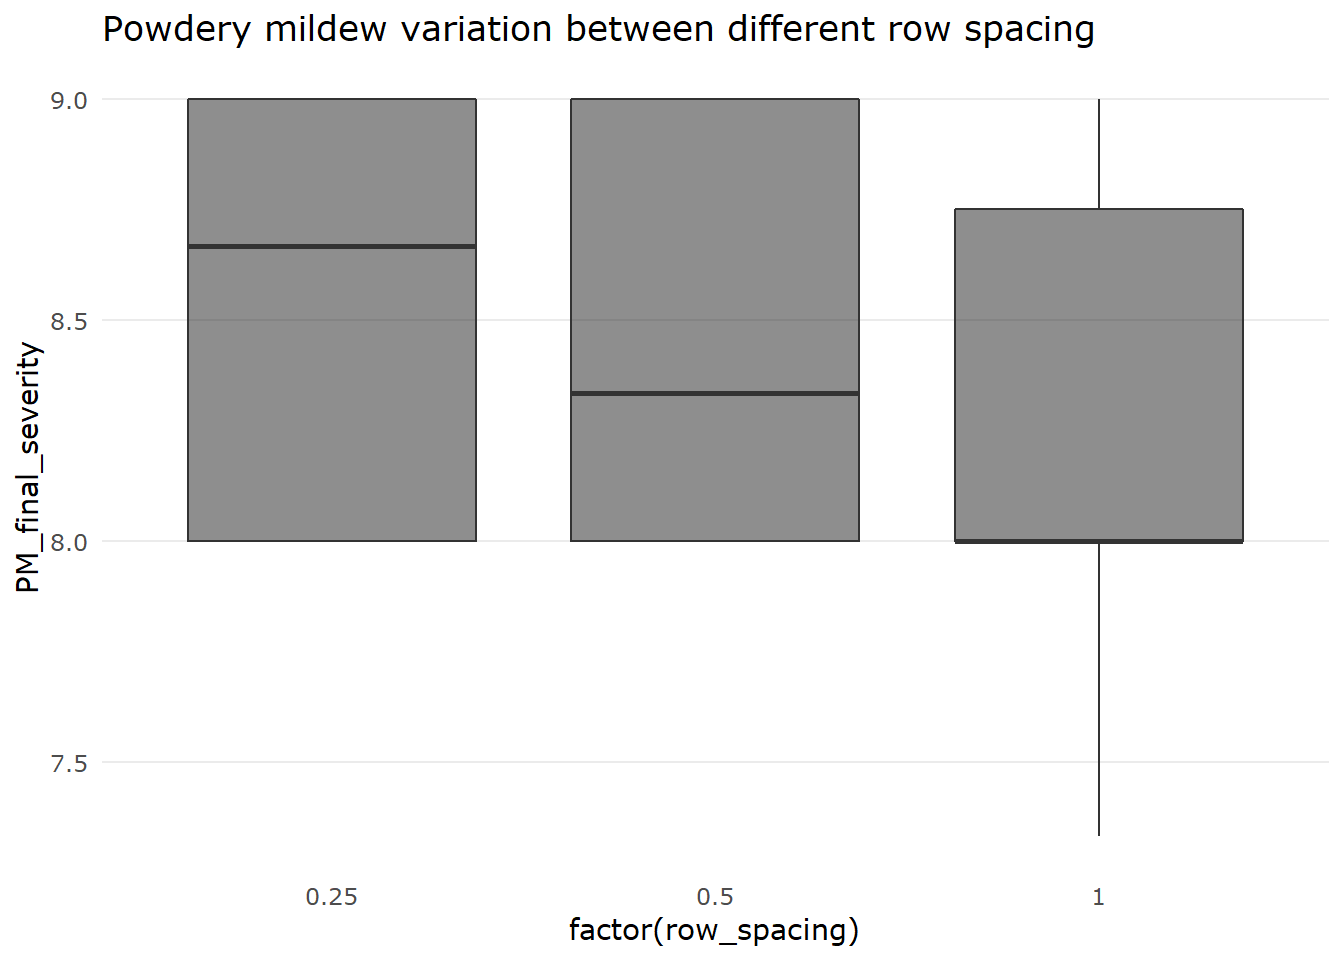 Powdery mildew variation between different row spacing
9.0
8.5
8.0
7.5
PM_final_severity
0.25 0.5 1
factor(row_spacing)